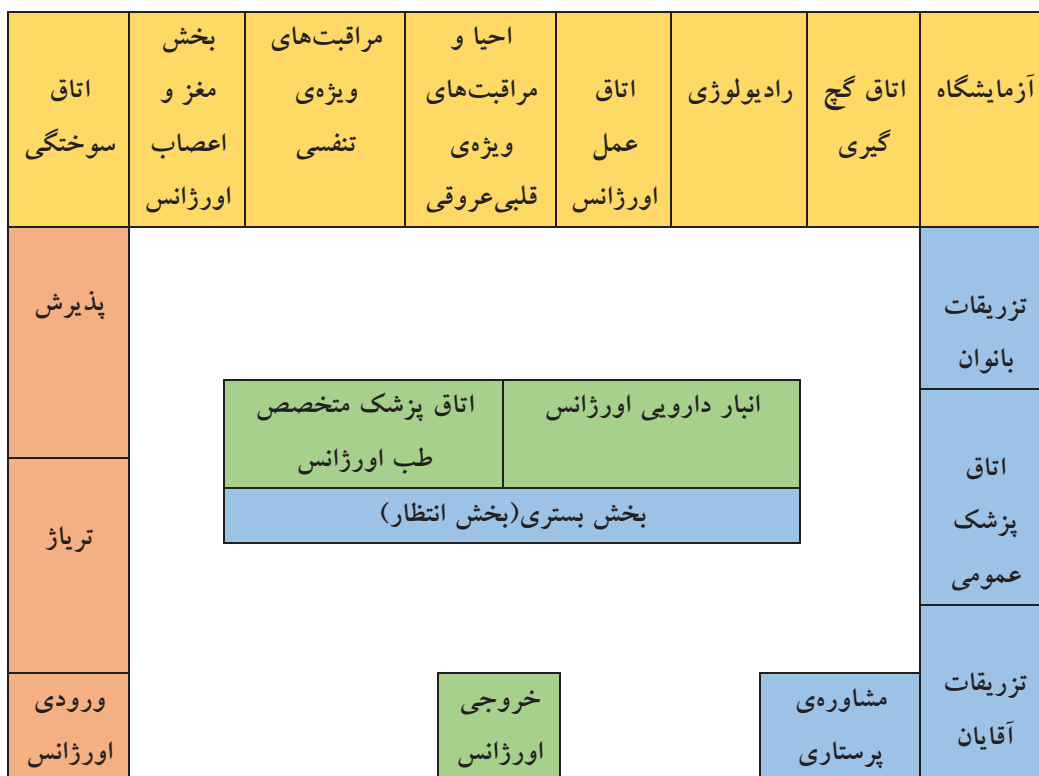 آزمایشگاه
اتاق گچ
گیری
رادیولوژی
اتاق
عمل
اورژانس
احیا و
مراقبت‌های
ویژه‌ی
قلبی‌عروقی
مراقبت‌های
ویژه‌ی
تنفسی
بخش
مغز و
اعصاب
اورژانس
اتاق
سوختگی
تزریقات
بانوان
پذیرش
انبار دارویی اورژانس
اتاق پزشک متخصص
طب اورژانس
بخش بستری(بخش انتظار)
اتاق
پزشک
عمومی
تریاژ
تزریقات
آقایان
مشاوره‌ی
پرستاری
خروجی
اورژانس
ورودی
اورژانس